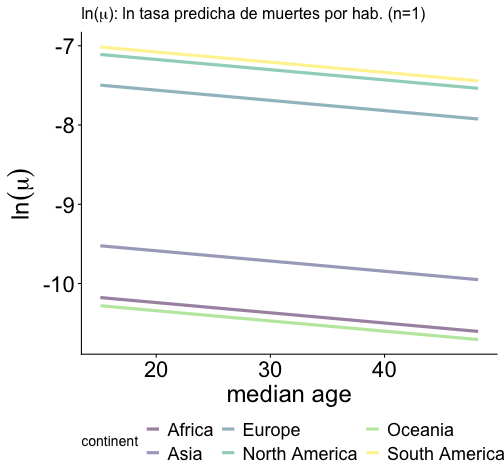 ln(μ): ln tasa predicha de muertes por hab. (n=1)
-7
-8
-9
-10
ln(μ)
20 30 40
median age
continent
Africa Europe Oceania
Asia North America South America